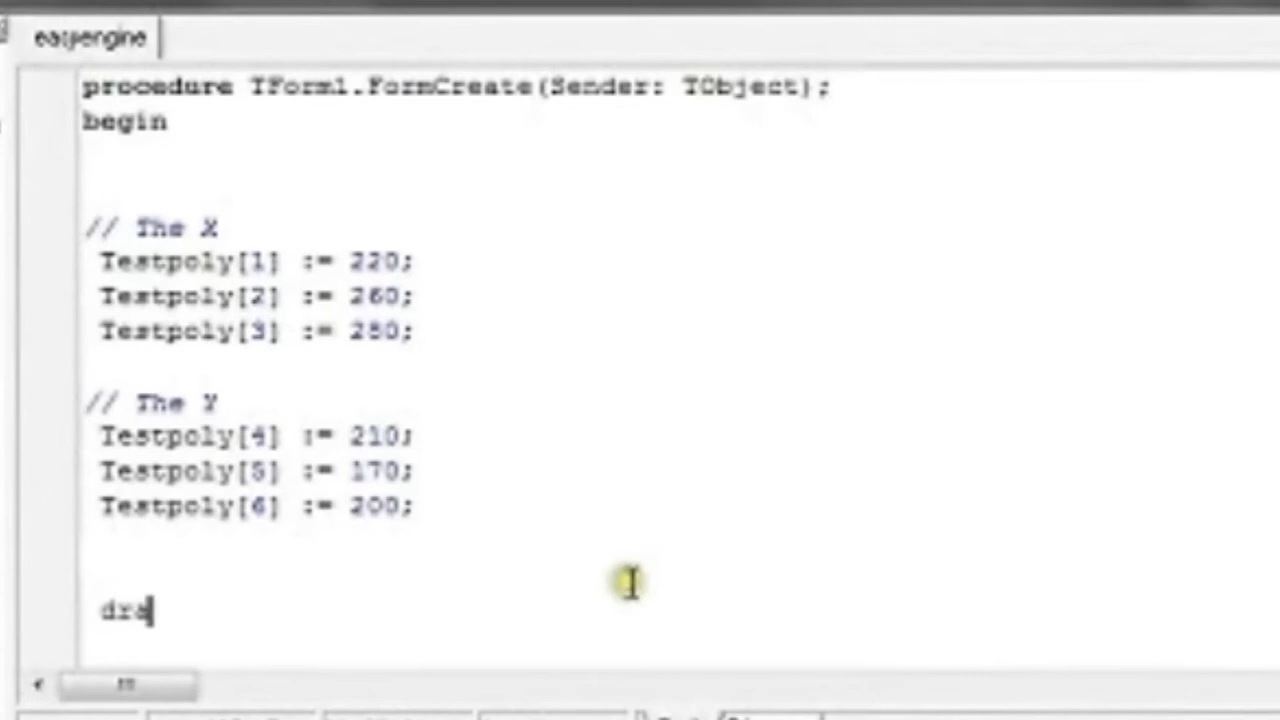 procedure TForm1.FormCreate(Sender: TObject);
begin
// The X
Testpoly[1] := 220;
Testpoly[2] := 260;
Testpoly[3] := 280;
// The Y
Testpoly[4] := 210;
Testpoly[5] := 170;
Testpoly[6] := 200;
dra